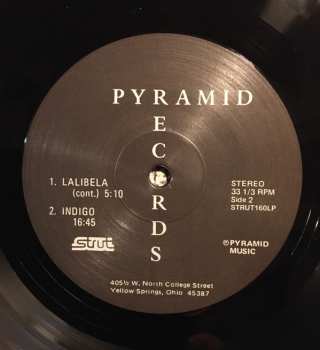 PYRAMID
RECORDS
1. LALIBELA
(cont.) 5:10
2. INDIGO
16:45
Strut
STEREO
33 1/3 RPM
Side 2
STRUT160LP
℗PYRAMID
MUSIC
405½ W. North College Street
Yellow Springs, Ohio 45387